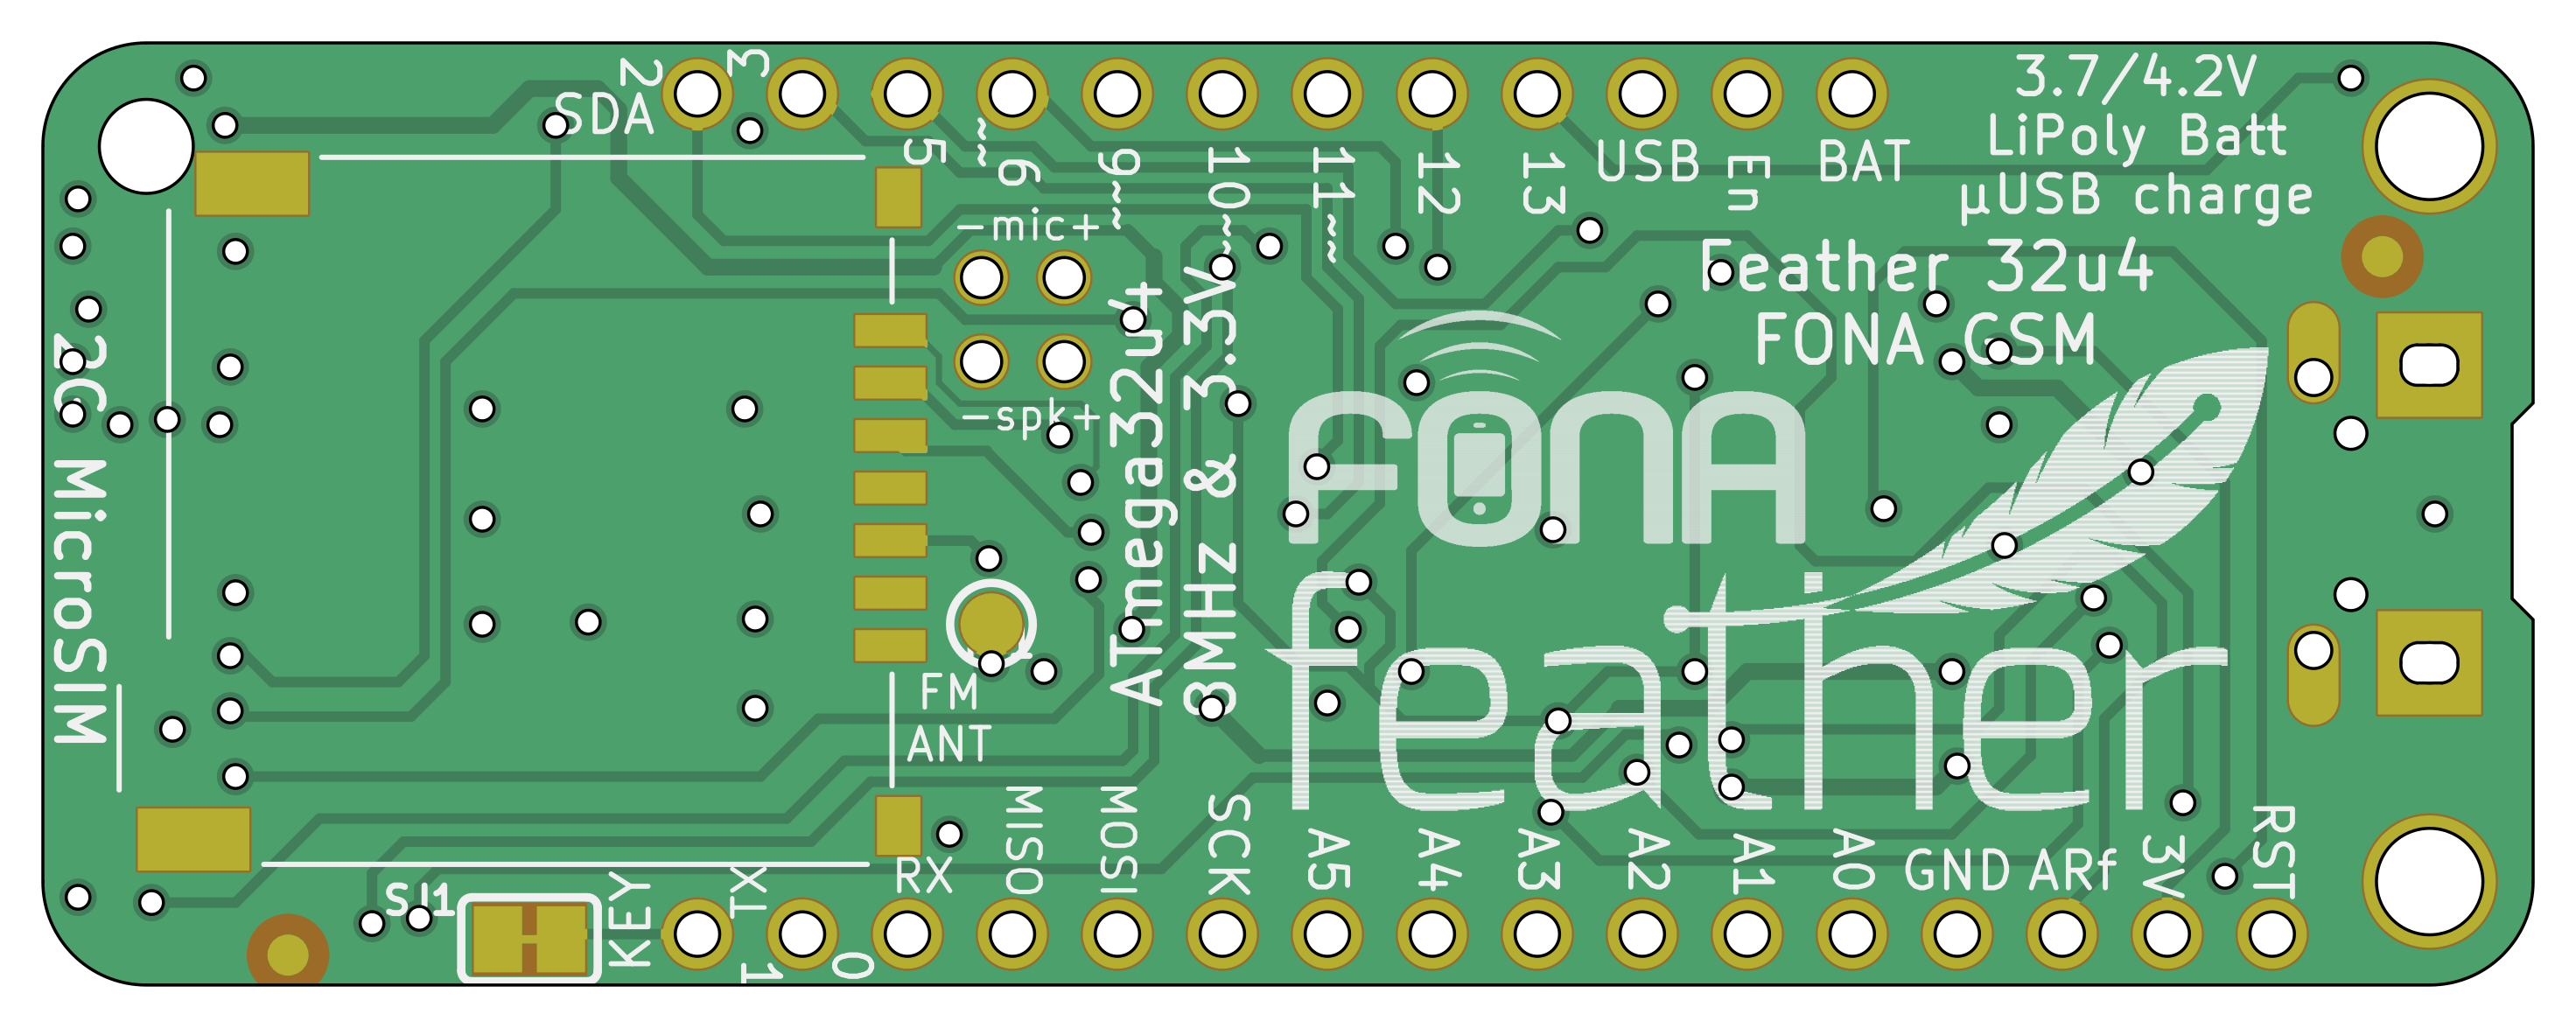 2
3
SDA
5
~~
6
9~~
10~~
11~~
12
13
USB
En
BAT
3.7/4.2V
LiPoly Batt
µUSB charge
-mic+
-spk+
Feather 32u4
FONA GSM
2G MicroSIM
ATmega32u4
8MHz & 3.3V
FONA
feather
FM
ANT
SJ1
KEY
TX
1
RX
0
MISO
MOSI
SCK
A5
A4
A3
A2
A1
A0
GND
ARf
3V
RST